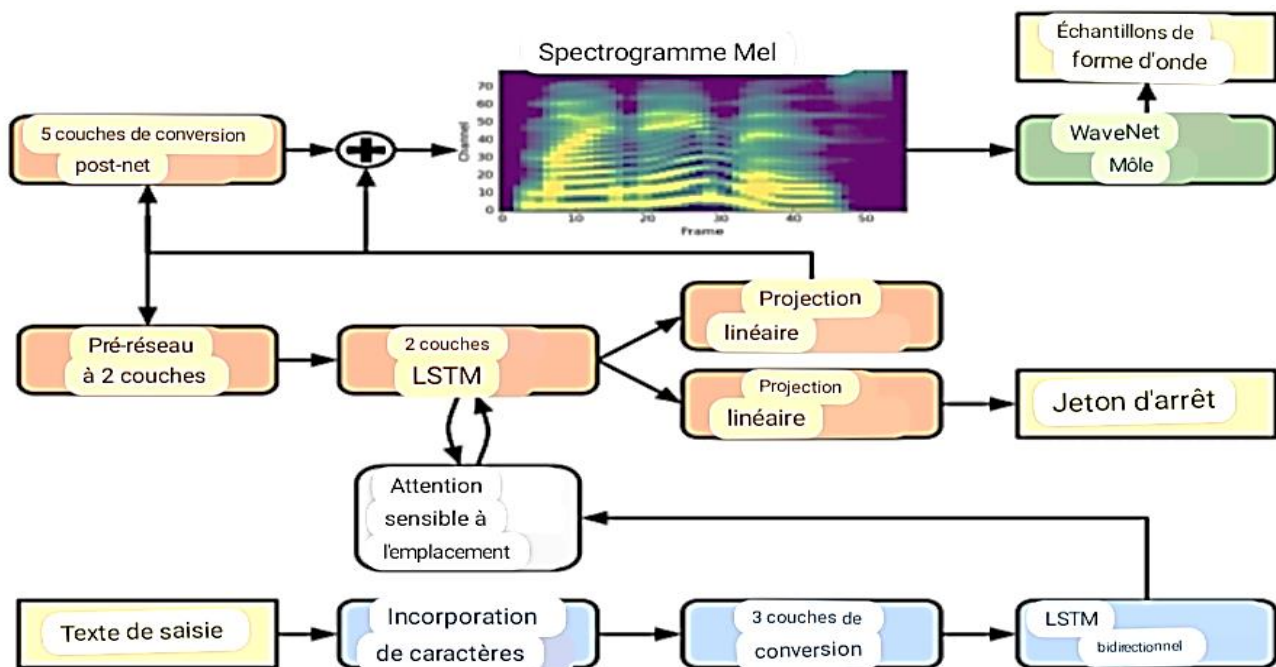 Spectrogramme Mel
Échantillons de
forme d'onde
5 couches de conversion
post-net
WaveNet
Môle
Channel
70
60
50
40
30
20
10
0
0 10 20 30 40 50
Frame
Pré-réseau
à 2 couches
2 couches
LSTM
Projection
linéaire
Projection
linéaire
Jeton d'arrêt
Attention
sensible à
l'emplacement
Texte de saisie
Incorporation
de caractères
3 couches de
conversion
LSTM
bidirectionnel